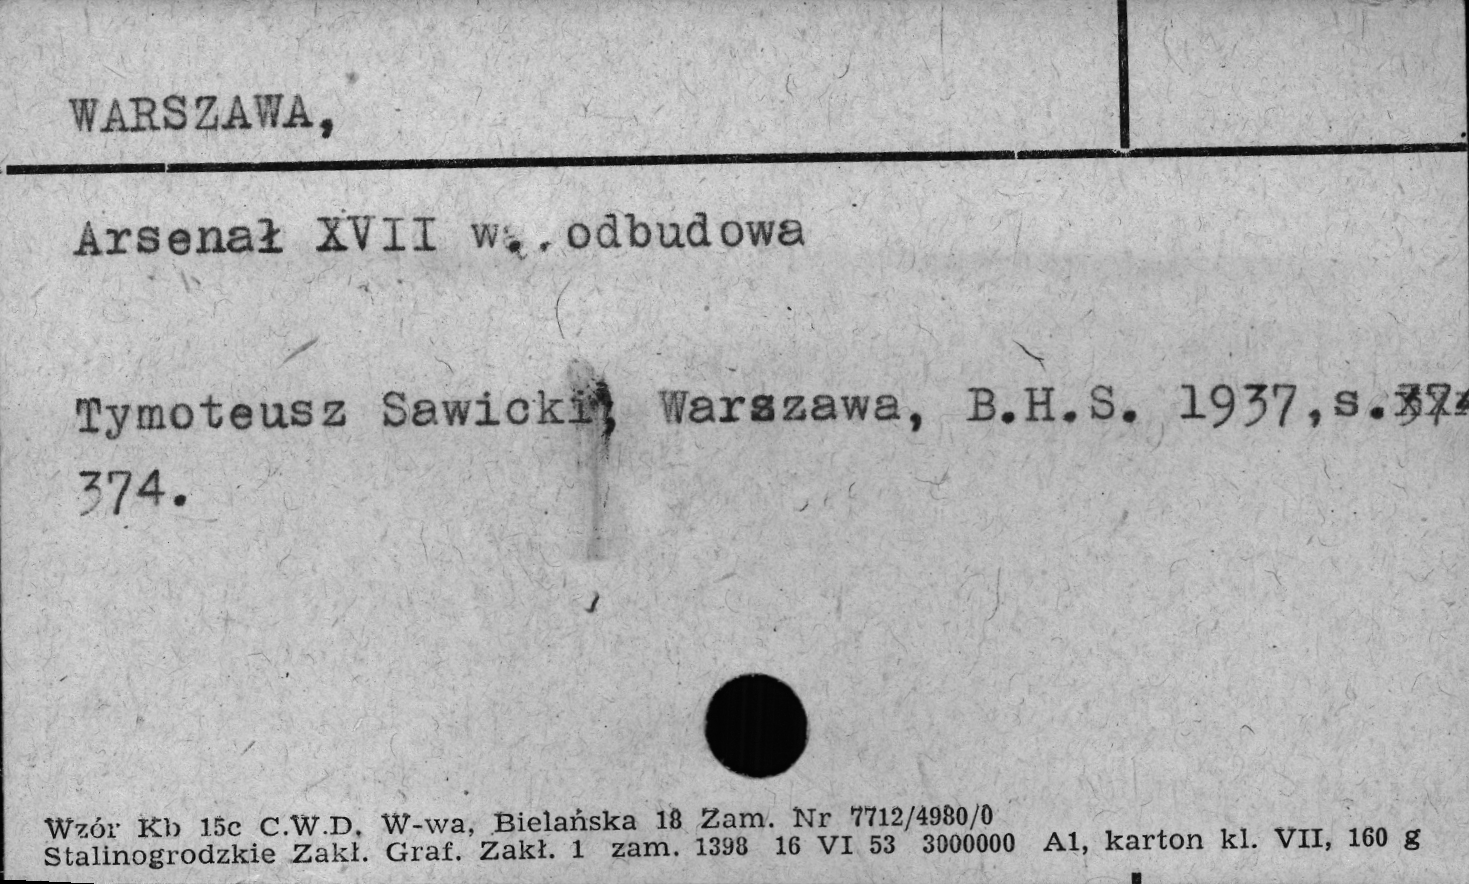 WARSZAWA,
Arsenał XVII w.. odbudowa
Tymoteusz Sawicki, Warszawa, B.H.S. 1937,s.
374.
Wzór Kb 15c C.W.D. W-wa, Bielańska 18 Zam. Nr 7712/4980/0
Stalinogrodzkie Zakł. Graf. Zakł. 1 zam. 1398 16 VI 53 3000000 A1, karton kl. VII, 160 g